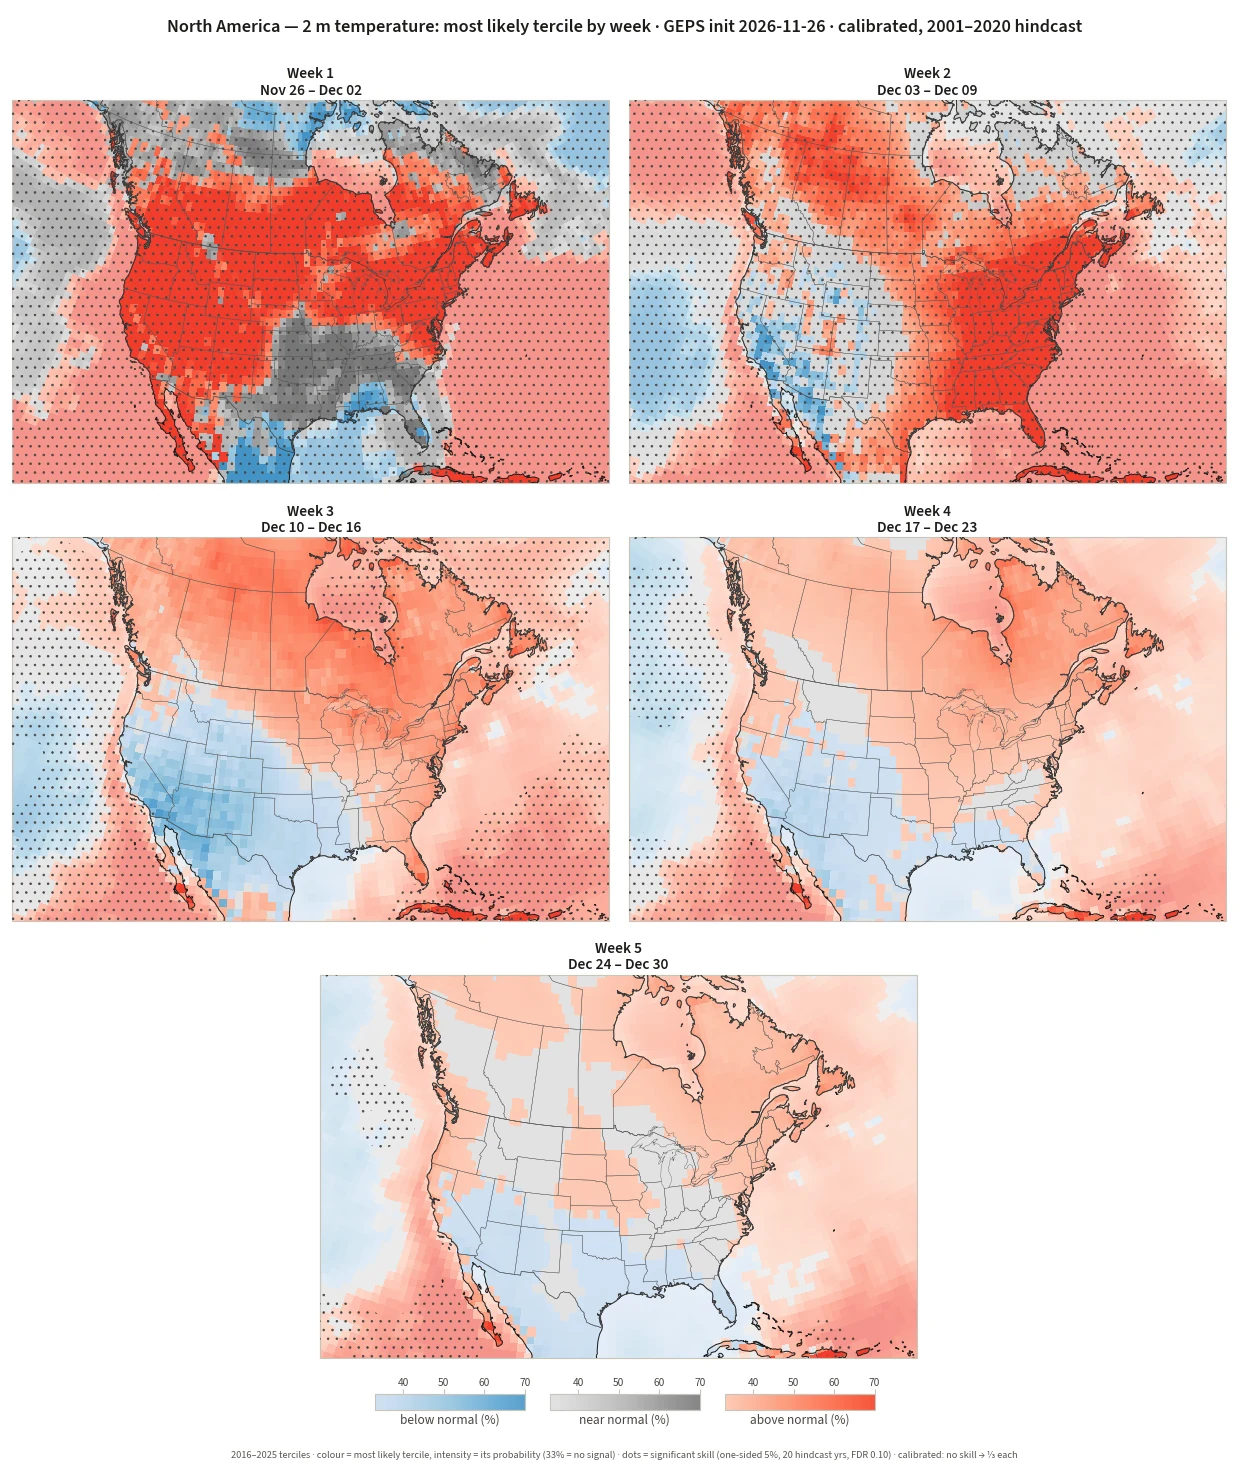 North America — 2 m temperature: most likely tercile by week · GEPS init 2026-11-26 · calibrated, 2001–2020 hindcast
Week 1
Nov 26 – Dec 02
Week 2
Dec 03 – Dec 09
Week 3
Dec 10 – Dec 16
Week 4
Dec 17 – Dec 23
Week 5
Dec 24 – Dec 30
40 50 60 70
below normal (%)
40 50 60 70
near normal (%)
40 50 60 70
above normal (%)
2016–2025 terciles · colour = most likely tercile, intensity = its probability (33% = no signal) · dots = significant skill (one-sided 5%, 20 hindcast yrs, FDR 0.10) · calibrated: no skill → ⅓ each